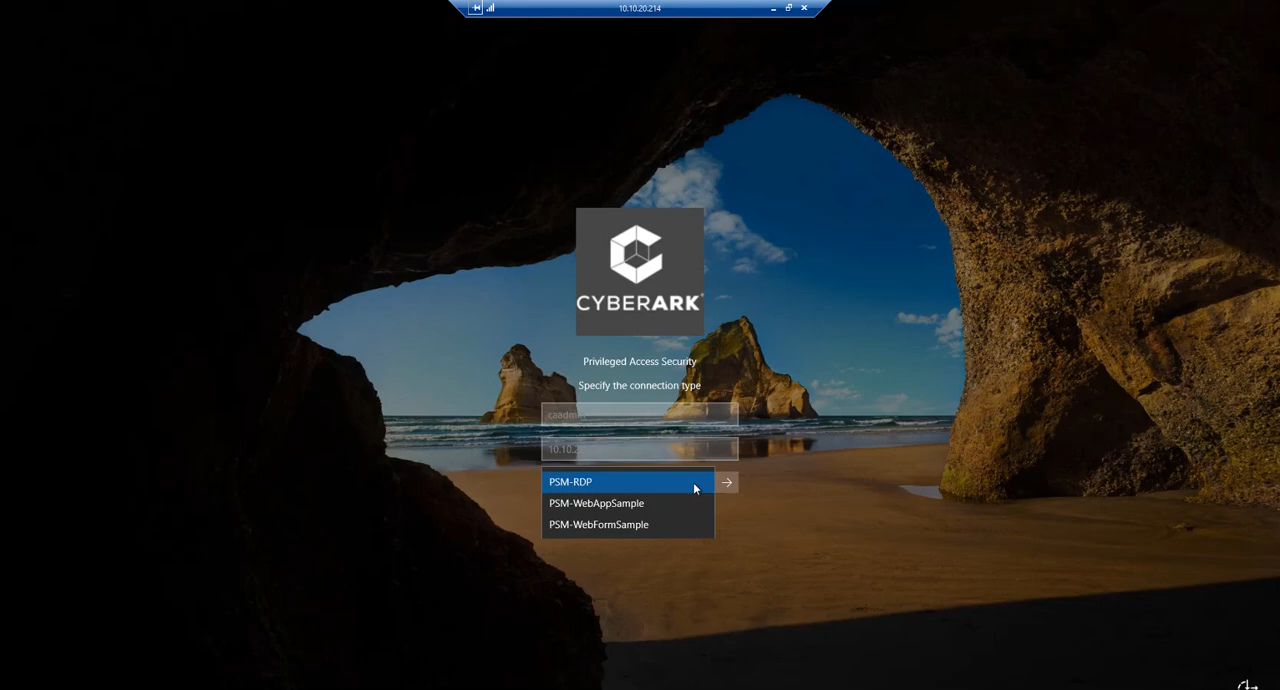 10.10.20.214
CYBERARK
Privileged Access Security
Specify the connection type
PSM-RDP
PSM-WebAppSample
PSM-WebFormSample